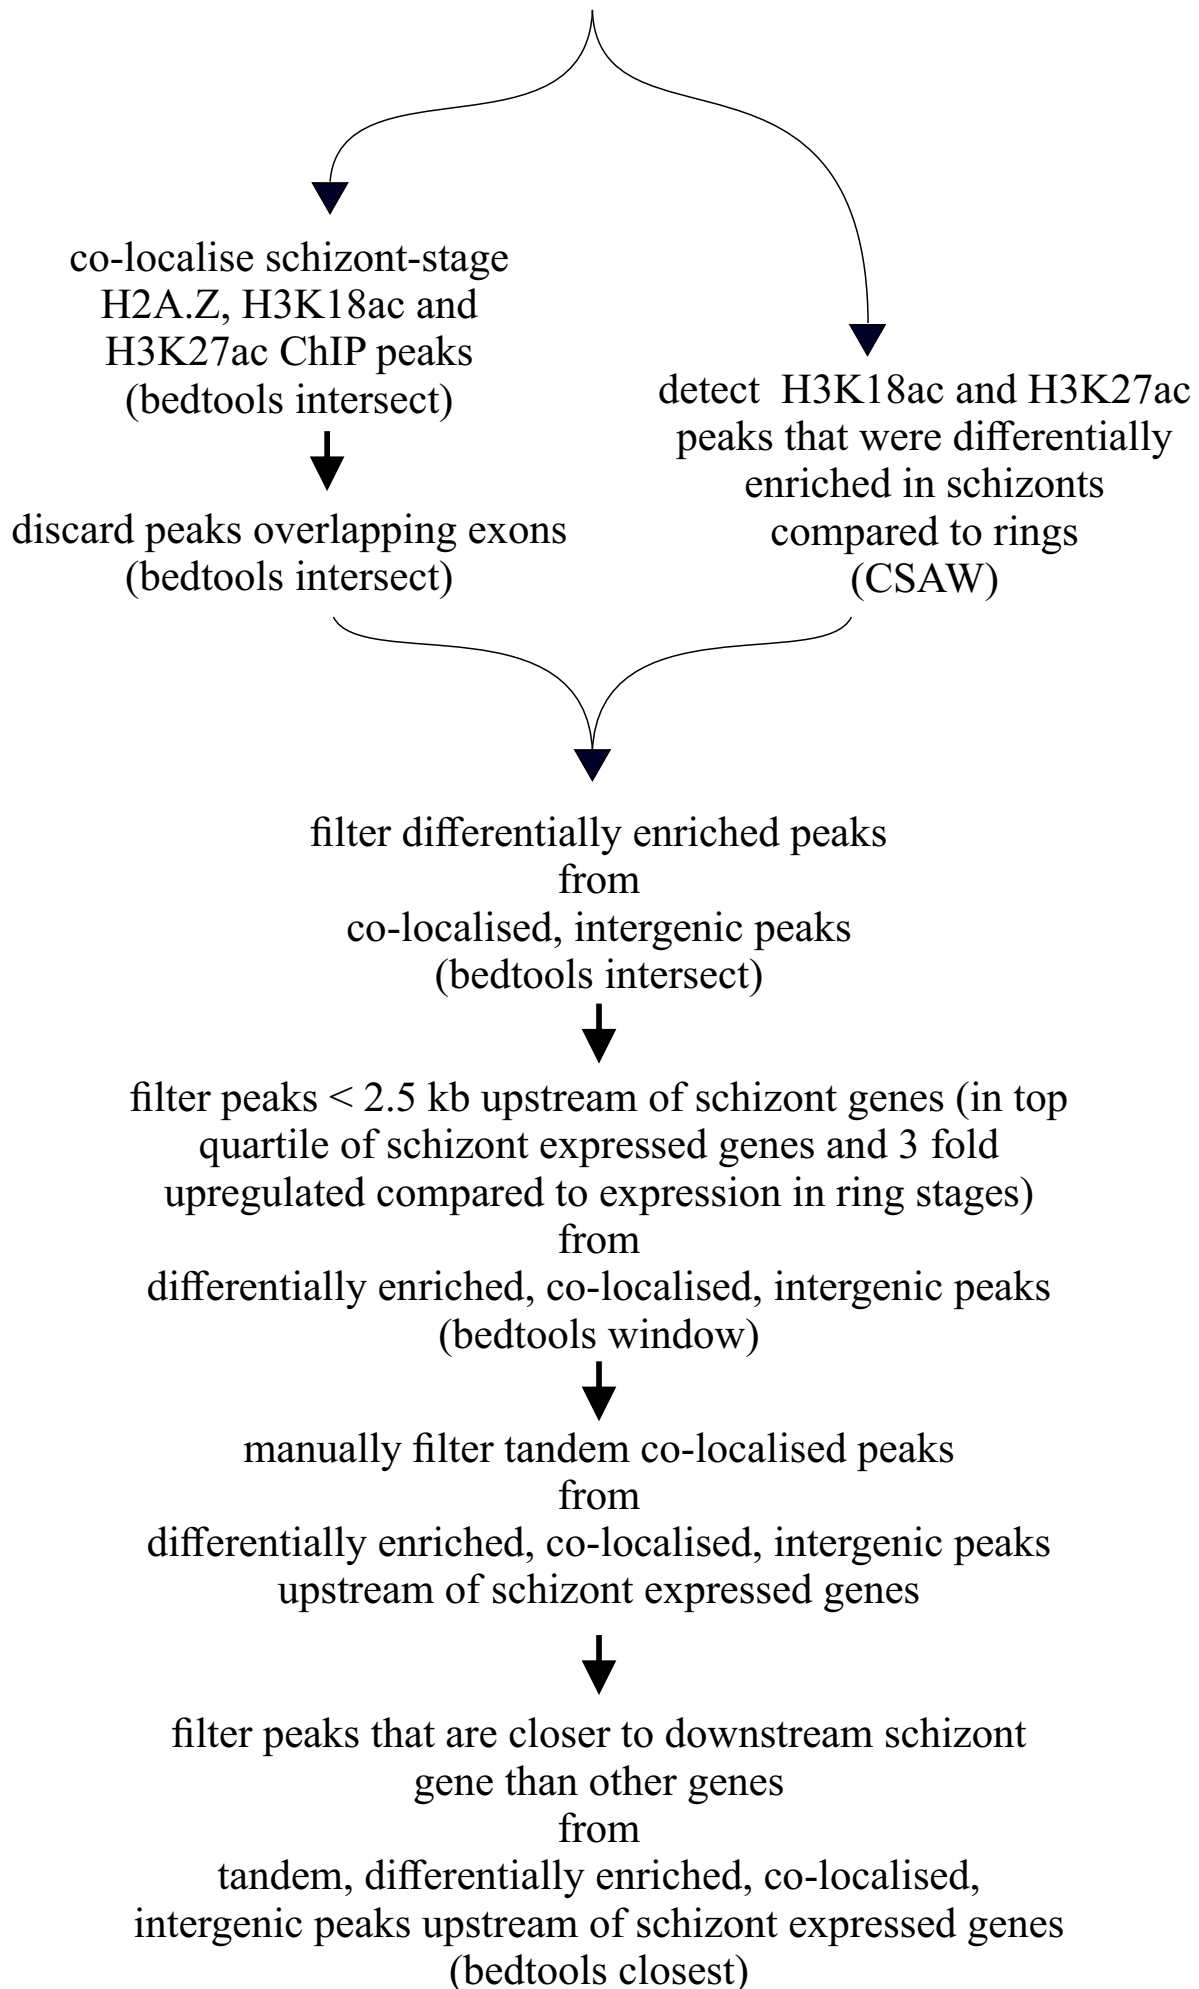 co-localise schizont-stage
H2A.Z, H3K18ac and
H3K27ac ChIP peaks
(bedtools intersect)
discard peaks overlapping exons
(bedtools intersect)
detect  H3K18ac and H3K27ac
peaks that were differentially
enriched in schizonts
compared to rings
(CSAW)
filter differentially enriched peaks
from
co-localised, intergenic peaks
(bedtools intersect)
filter peaks < 2.5 kb upstream of schizont genes (in top
quartile of schizont expressed genes and 3 fold
upregulated compared to expression in ring stages)
from
differentially enriched, co-localised, intergenic peaks
(bedtools window)
manually filter tandem co-localised peaks
from
differentially enriched, co-localised, intergenic peaks
upstream of schizont expressed genes
filter peaks that are closer to downstream schizont
gene than other genes
from
tandem, differentially enriched, co-localised,
intergenic peaks upstream of schizont expressed genes
(bedtools closest)